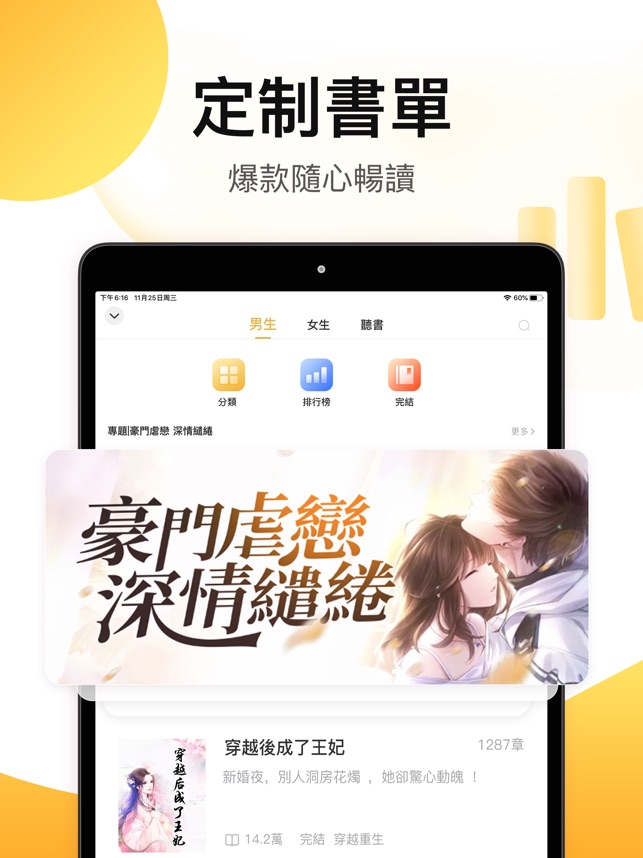 定制書單
爆款隨心暢讀
下午6:16 11月25日周三
60%
男生 女生 聽書
分類 排行榜 完結
專題|豪門虐戀 深情繾綣
更多
豪門虐戀
深情繾綣
穿越後成了王妃
1287章
新婚夜，別人洞房花燭 ，她卻驚心動魄 ！
14.2萬 完結 穿越重生
穿越后成了王妃